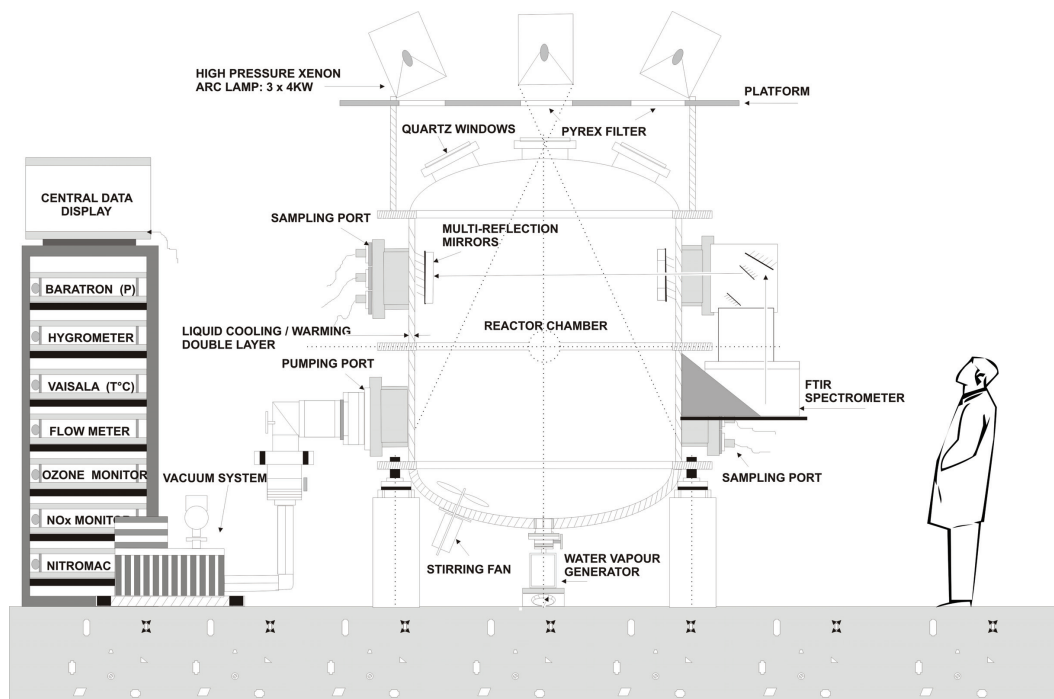 HIGH PRESSURE XENON
ARC LAMP: 3 x 4KW
PLATFORM
QUARTZ WINDOWS
PYREX FILTER
CENTRAL DATA
DISPLAY
SAMPLING PORT
MULTI-REFLECTION
MIRRORS
BARATRON (P)
HYGROMETER
LIQUID COOLING / WARMING
DOUBLE LAYER
REACTOR CHAMBER
PUMPING PORT
VAISALA (T°C)
FTIR
SPECTROMETER
FLOW METER
OZONE MONITOR
VACUUM SYSTEM
SAMPLING PORT
NOx MONITOR
NITROMAC
STIRRING FAN
WATER VAPOUR
GENERATOR